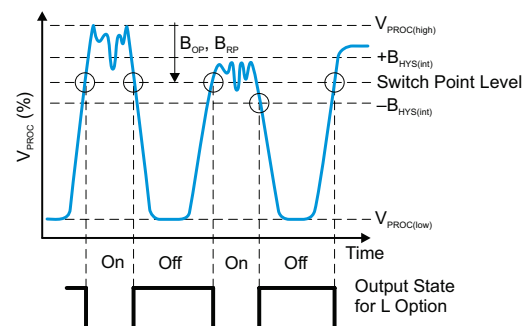 V_PROC(high)
B_OP, B_RP
+B_HYS(int)
Switch Point Level
–B_HYS(int)
V_PROC (%)
V_PROC(low)
Time
On Off On Off
Output State
for L Option